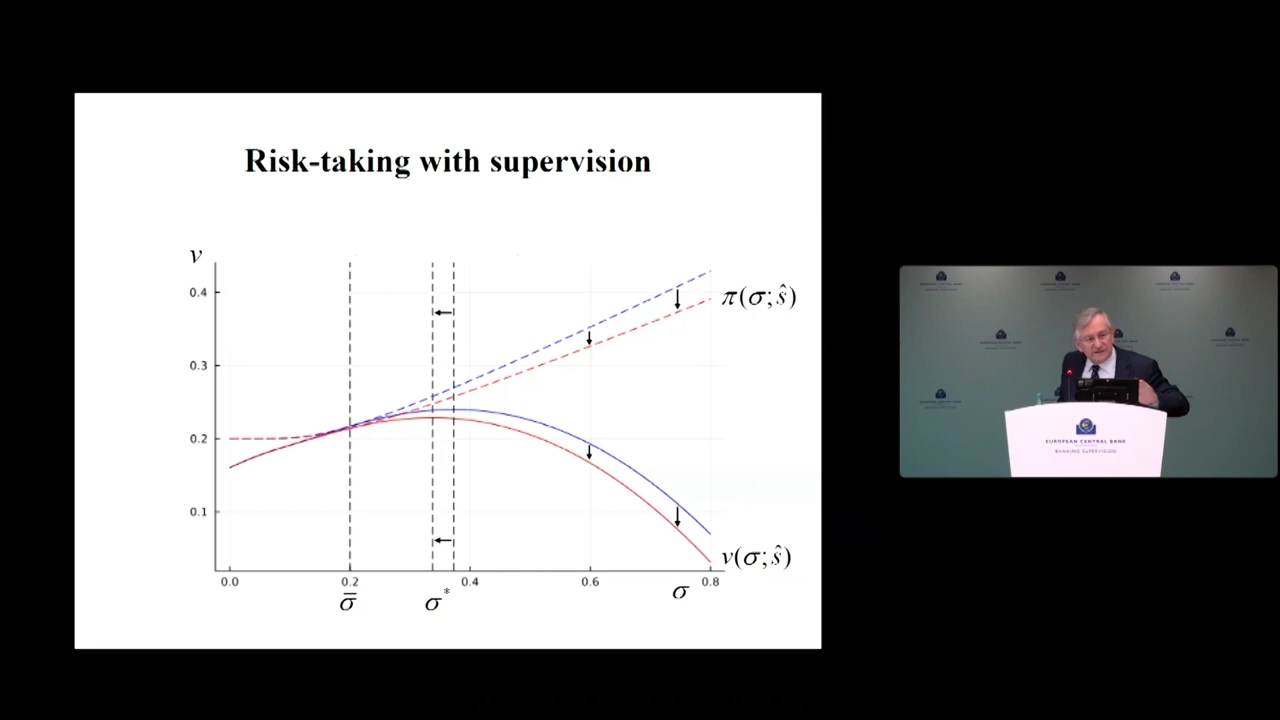 Risk-taking with supervision
v
0.4
0.3
0.2
0.1
0.0 0.2 0.4 0.6 0.8
σ̅ σ* σ
π(σ; ŝ)
v(σ; ŝ)
EUROPEAN CENTRAL BANK
BANKING SUPERVISION